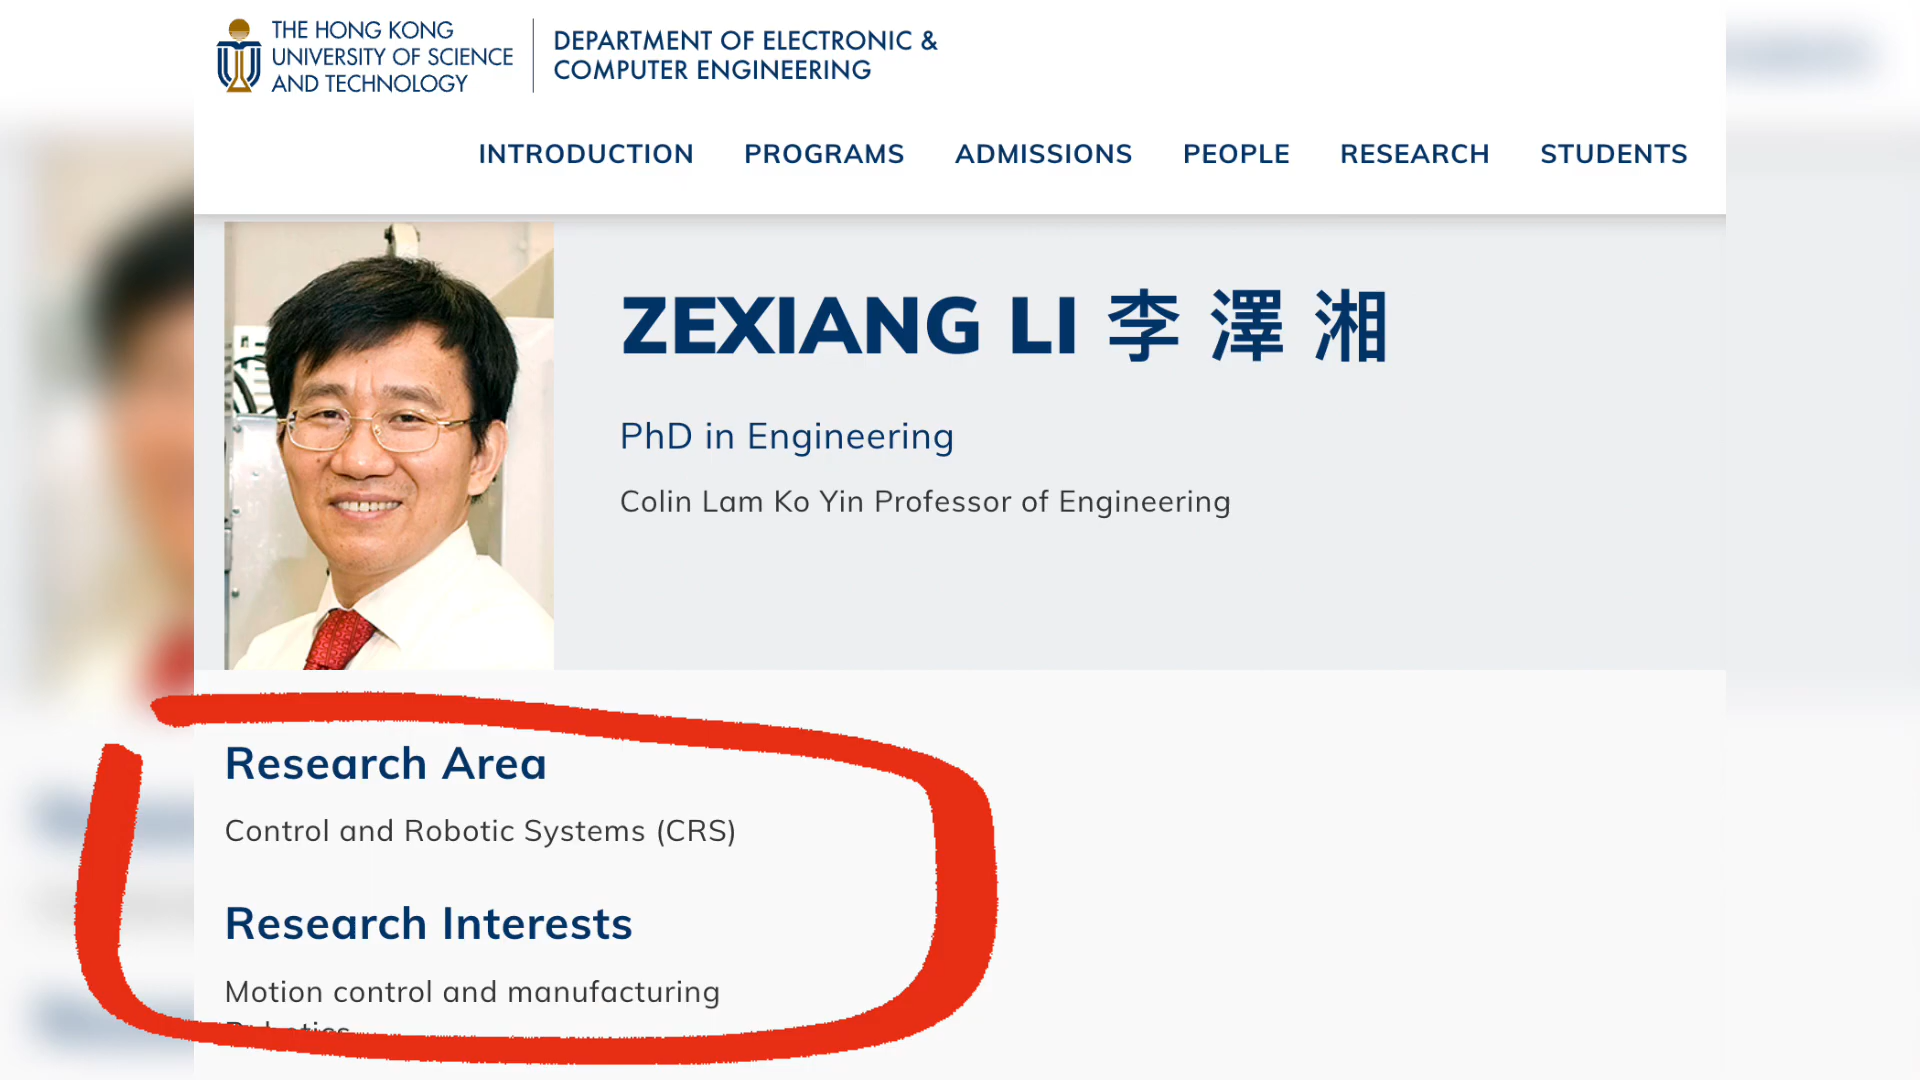 THE HONG KONG
UNIVERSITY OF SCIENCE
AND TECHNOLOGY
DEPARTMENT OF ELECTRONIC &
COMPUTER ENGINEERING
INTRODUCTION PROGRAMS ADMISSIONS PEOPLE RESEARCH STUDENTS
ZEXIANG LI 李澤湘
PhD in Engineering
Colin Lam Ko Yin Professor of Engineering
Research Area
Control and Robotic Systems (CRS)
Research Interests
Motion control and manufacturing
Robotics